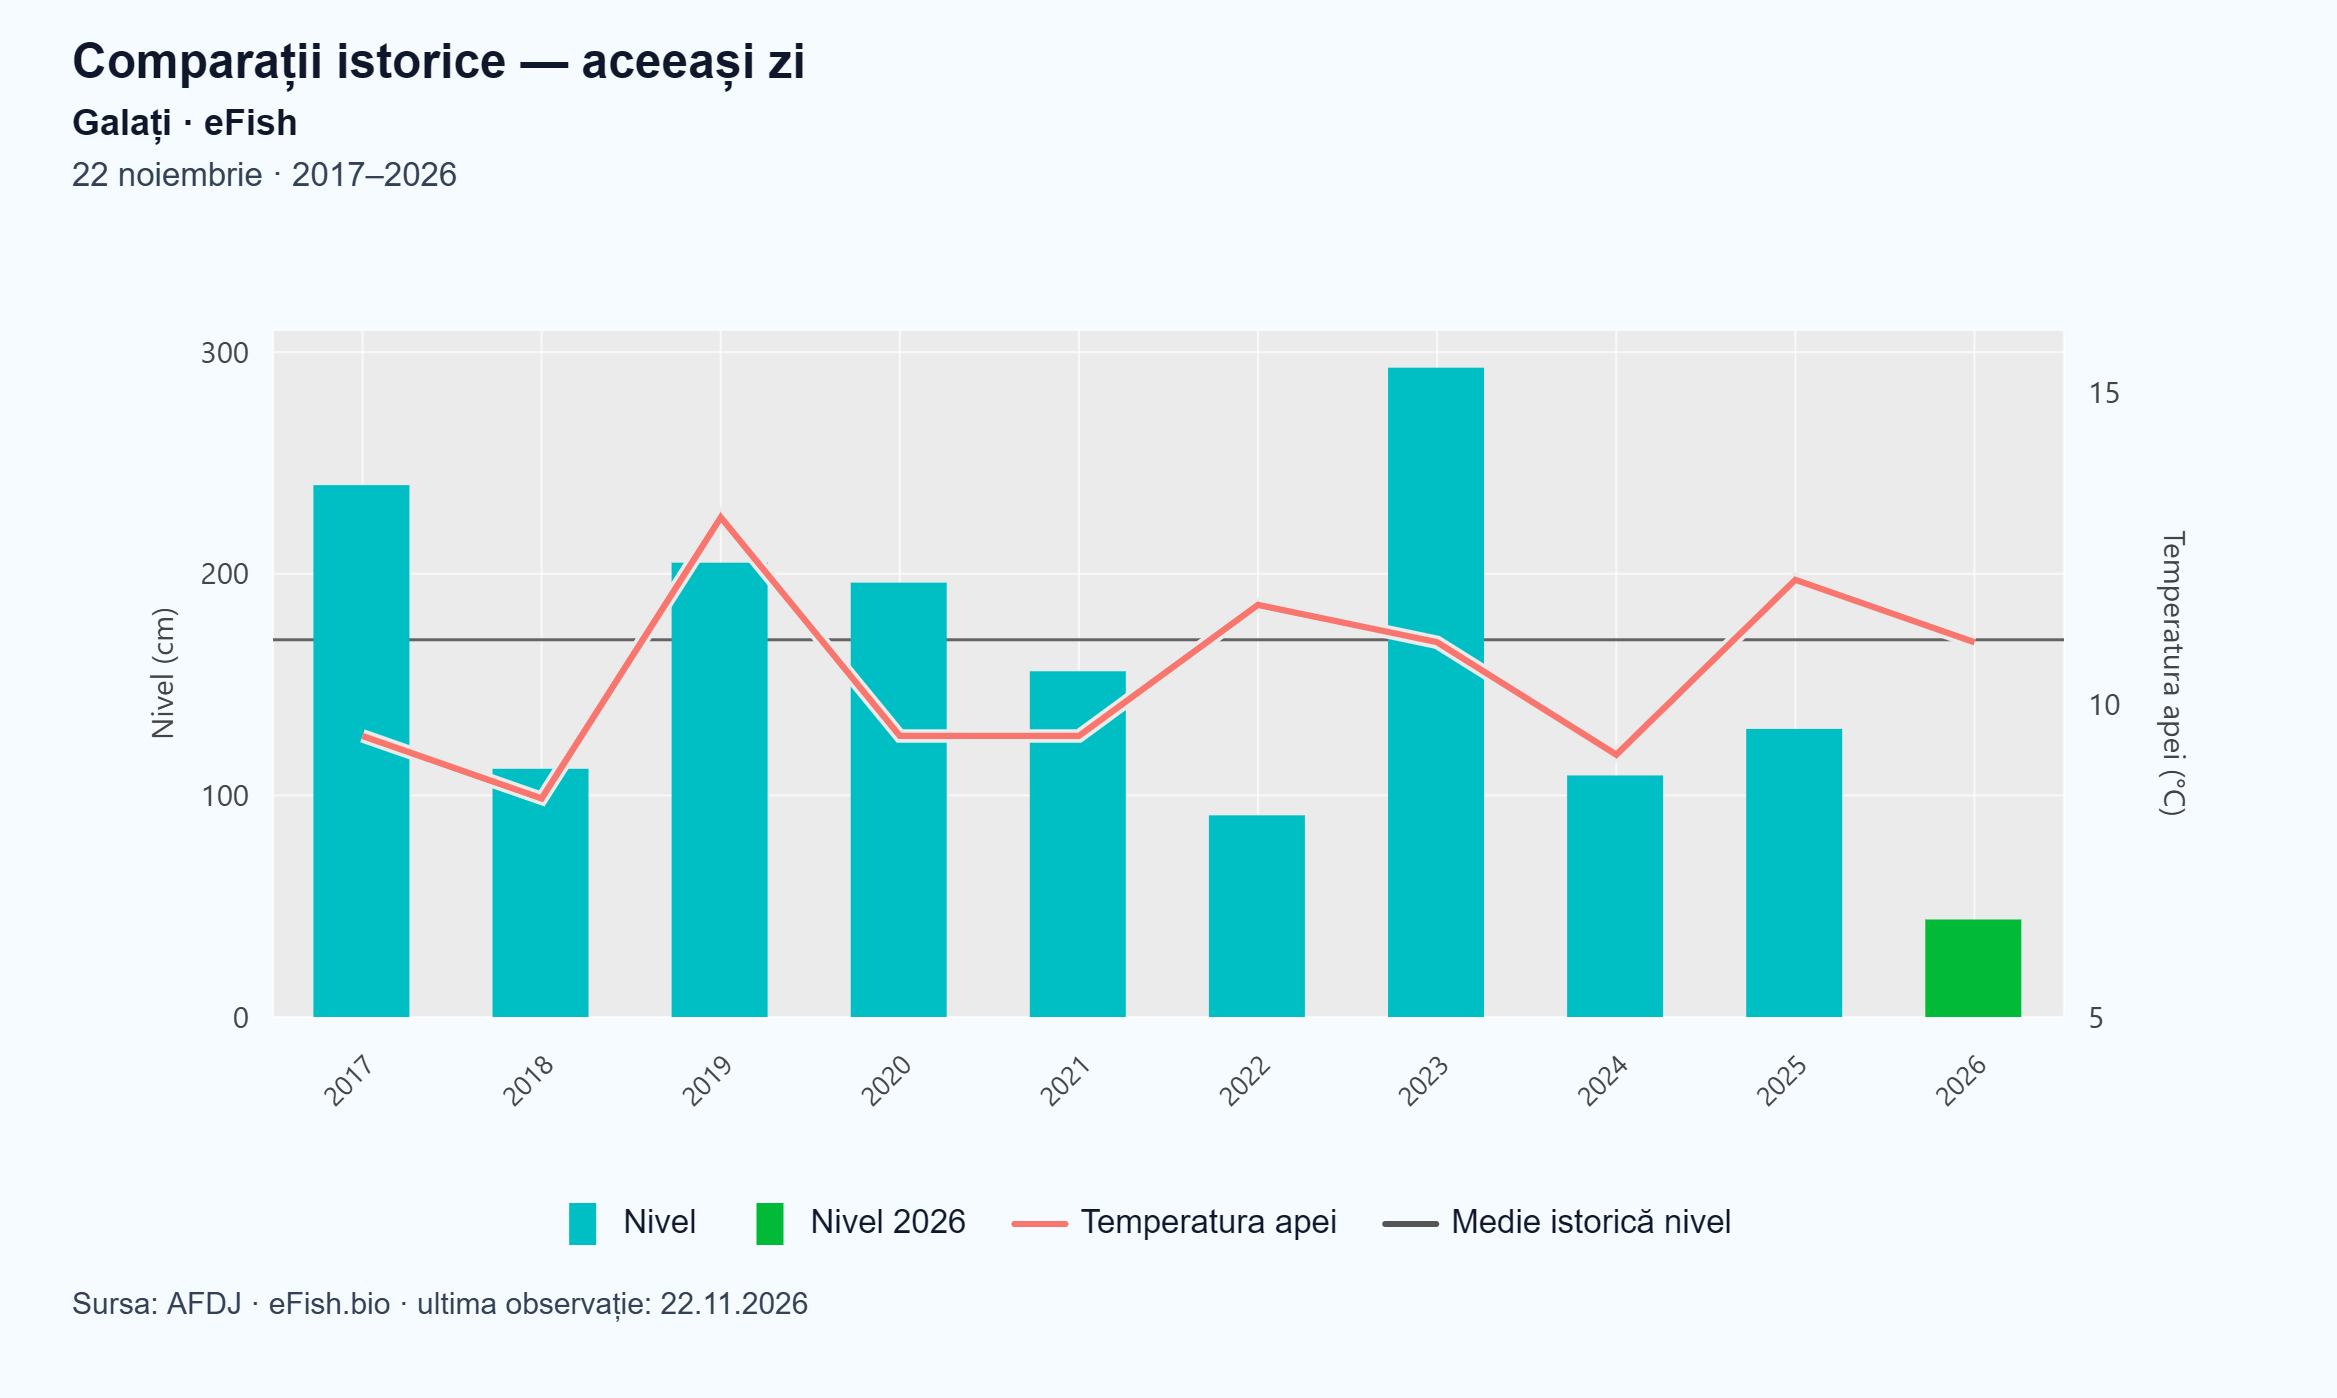 Comparații istorice — aceeași zi
Galați · eFish
22 noiembrie · 2017–2026
300
200
100
0
Nivel (cm)
15
10
5
Temperatura apei (°C)
2017
2018
2019
2020
2021
2022
2023
2024
2025
2026
Nivel
Nivel 2026
Temperatura apei
Medie istorică nivel
Sursa: AFDJ · eFish.bio · ultima observație: 22.11.2026